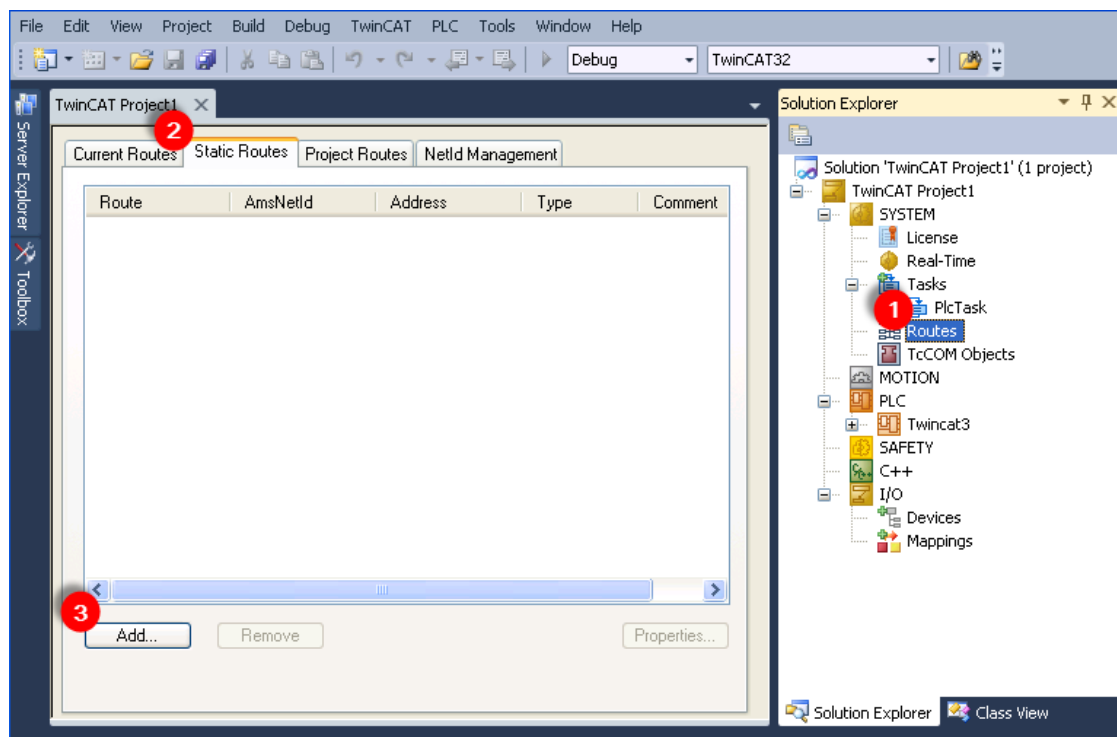 File Edit View Project Build Debug TwinCAT PLC Tools Window Help
Debug TwinCAT32
Server Explorer
Toolbox
TwinCAT Project1
2
Current Routes Static Routes Project Routes NetId Management
Route AmsNetId Address Type Comment
3
Add... Remove Properties...
Solution Explorer
Solution 'TwinCAT Project1' (1 project)
TwinCAT Project1
SYSTEM
License
Real-Time
Tasks
1
PlcTask
Routes
TcCOM Objects
MOTION
PLC
Twincat3
SAFETY
C++
I/O
Devices
Mappings
Solution Explorer Class View